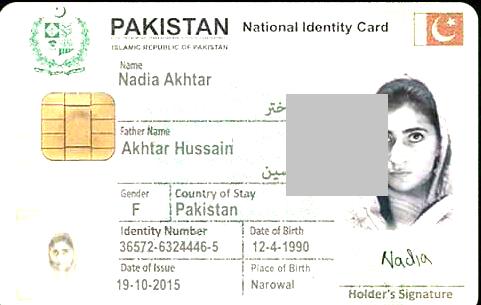 PAKISTAN National Identity Card
ISLAMIC REPUBLIC OF PAKISTAN
Name
Nadia Akhtar
Father Name
Akhtar Hussain
Gender Country of Stay
F Pakistan
Identity Number Date of Birth
36572-6324446-5 12-4-1990
Date of Issue Place of Birth
19-10-2015 Narowal
Nadia
Holder's Signature